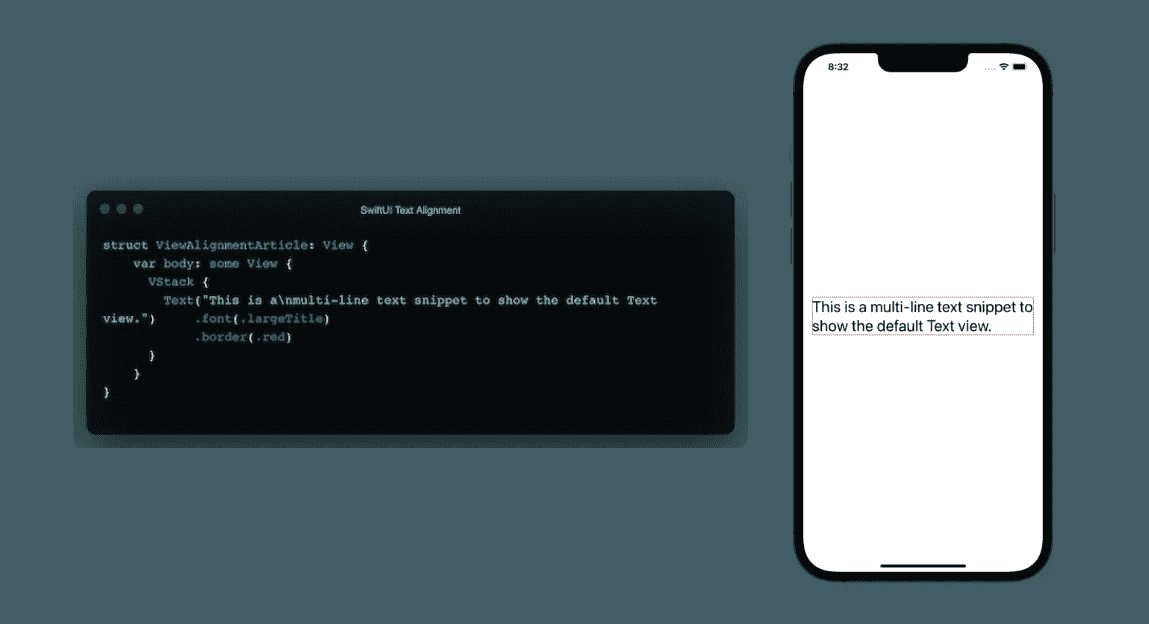 SwiftUI Text Alignment
struct ViewAlignmentArticle: View {
var body: some View {
VStack {
Text("This is a\nmulti-line text snippet to show the default Text
view.")     .font(.largeTitle)
.border(.red)
}
}
}
8:32
This is a multi-line text snippet to
show the default Text view.